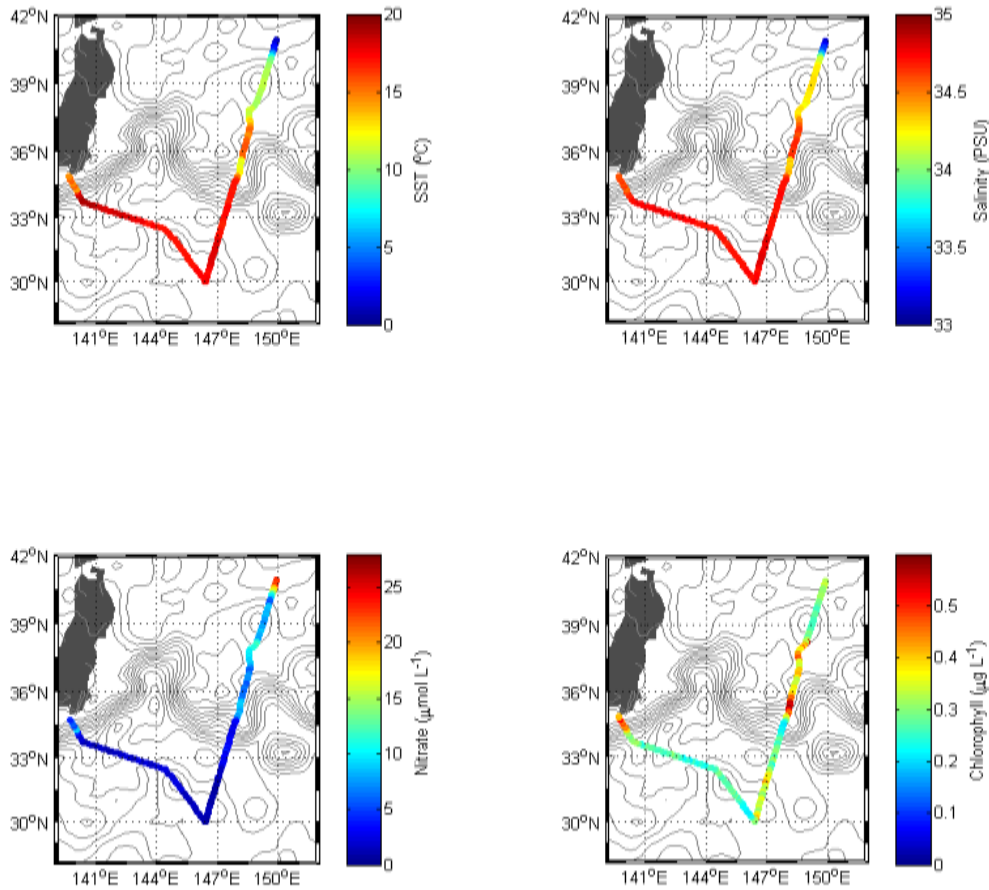 42°N
39°N
36°N
33°N
30°N
141°E 144°E 147°E 150°E
20
15
10
5
0
SST (°C)
42°N
39°N
36°N
33°N
30°N
141°E 144°E 147°E 150°E
35
34.5
34
33.5
33
Salinity (PSU)
42°N
39°N
36°N
33°N
30°N
141°E 144°E 147°E 150°E
25
20
15
10
5
0
Nitrate (μmol L⁻¹)
42°N
39°N
36°N
33°N
30°N
141°E 144°E 147°E 150°E
0.5
0.4
0.3
0.2
0.1
0
Chlorophyll (μg L⁻¹)